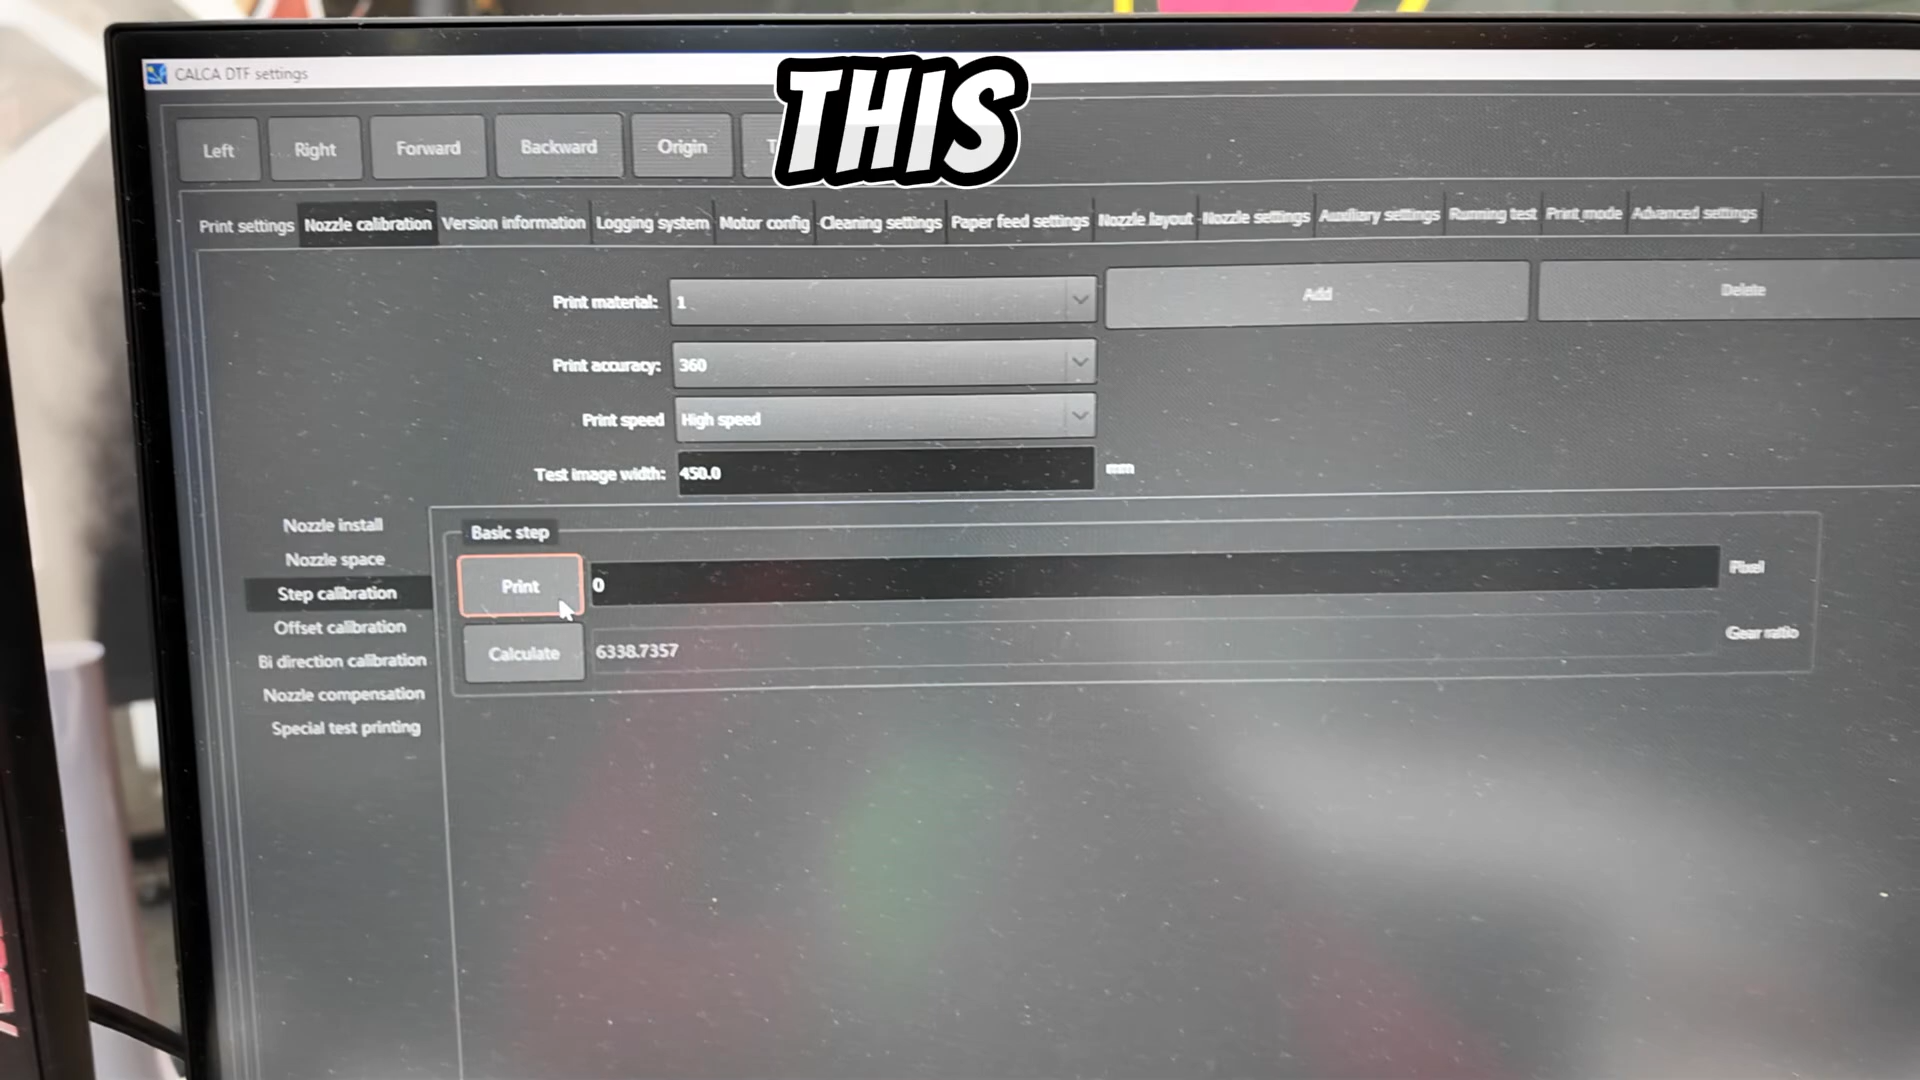 CALCA DTF settings
THIS
Left Right Forward Backward Origin
Print settings Nozzle calibration Version information Logging system Motor config Cleaning settings Paper feed settings Nozzle layout Nozzle settings Auxiliary settings Running test Print mode Advanced settings
Print material: 1 Add Delete
Print accuracy: 360
Print speed High speed
Test image width: 450.0 mm
Nozzle install
Nozzle space
Step calibration
Offset calibration
Bi direction calibration
Nozzle compensation
Special test printing
Basic step
Print 0 Pixel
Calculate 6338.7357 Gear ratio